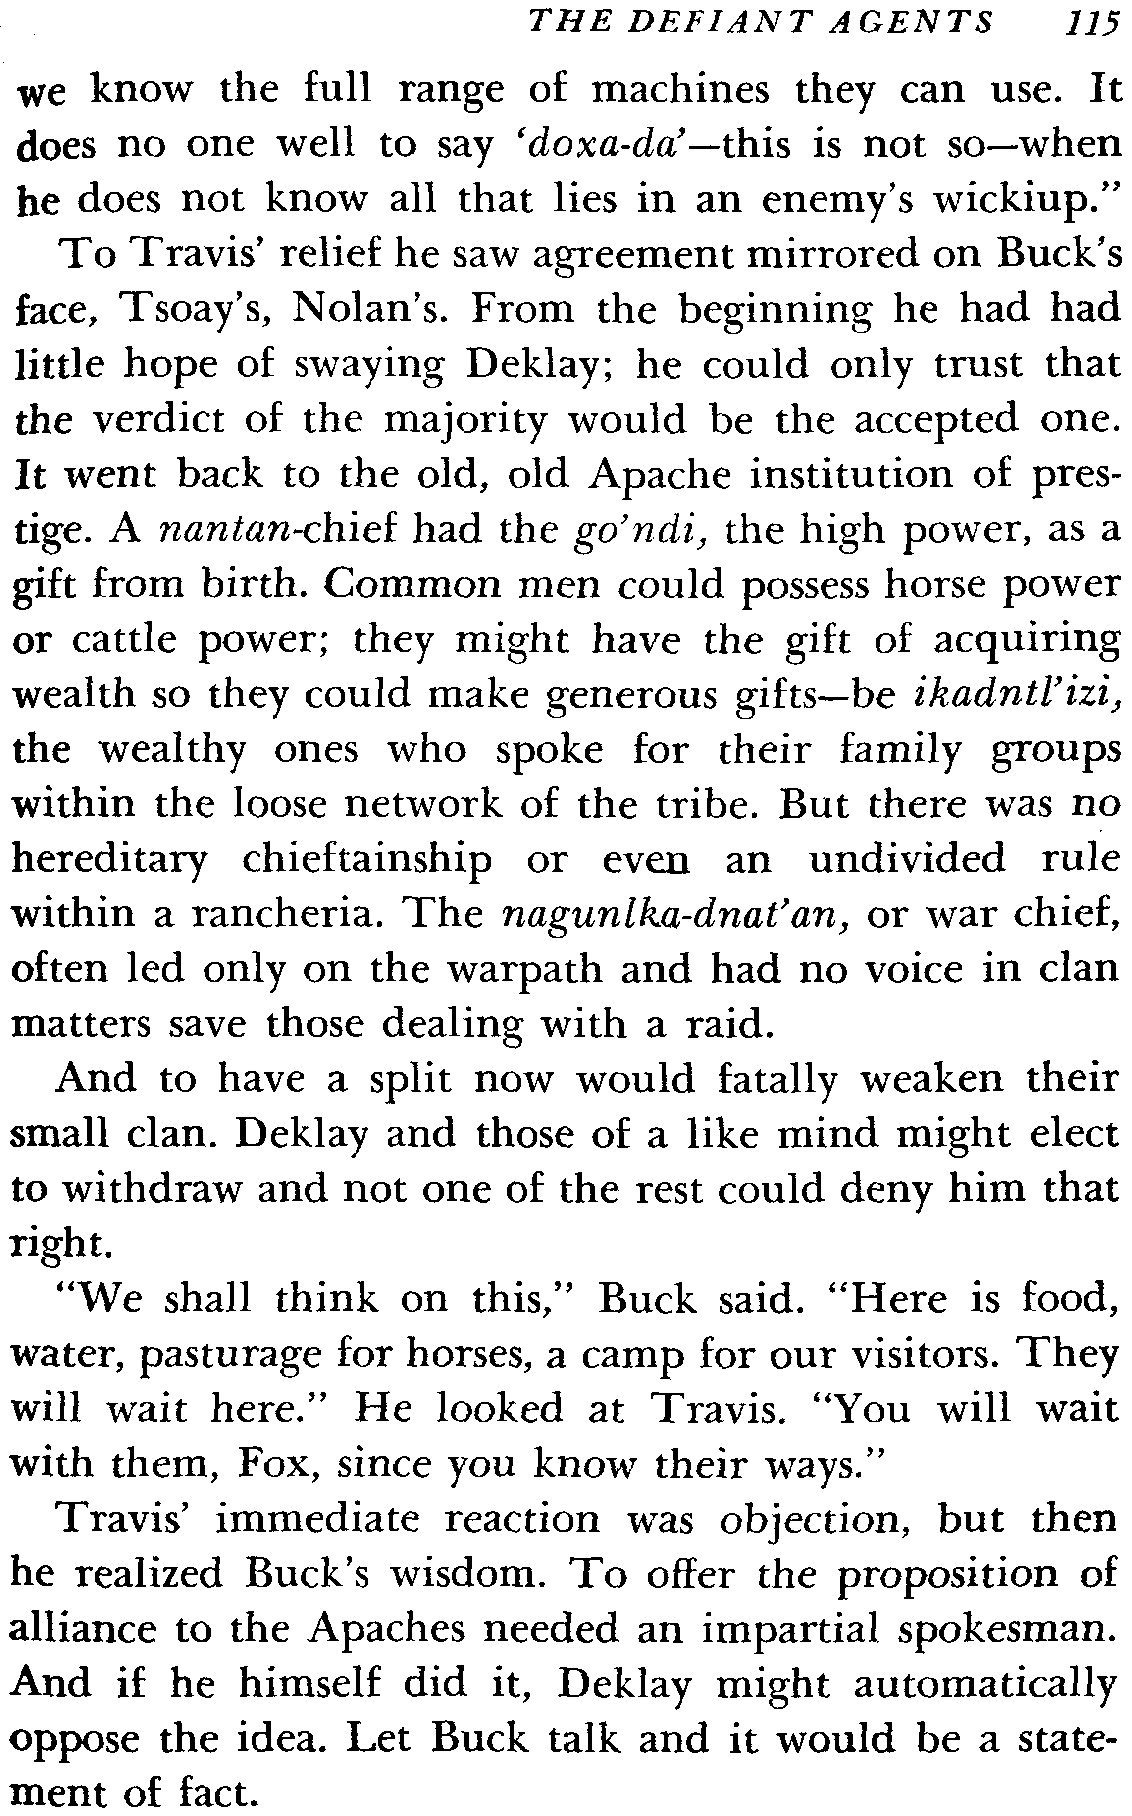 THE DEFIANT AGENTS 115
we know the full range of machines they can use. It
does no one well to say ‘doxa-da’—this is not so—when
he does not know all that lies in an enemy's wickiup.”
To Travis’ relief he saw agreement mirrored on Buck's
face, Tsoay's, Nolan's. From the beginning he had had
little hope of swaying Deklay; he could only trust that
the verdict of the majority would be the accepted one.
It went back to the old, old Apache institution of pres-
tige. A nantan-chief had the go'ndi, the high power, as a
gift from birth. Common men could possess horse power
or cattle power; they might have the gift of acquiring
wealth so they could make generous gifts—be ikadntl'izi,
the wealthy ones who spoke for their family groups
within the loose network of the tribe. But there was no
hereditary chieftainship or even an undivided rule
within a rancheria. The nagunlka-dnat'an, or war chief,
often led only on the warpath and had no voice in clan
matters save those dealing with a raid.
And to have a split now would fatally weaken their
small clan. Deklay and those of a like mind might elect
to withdraw and not one of the rest could deny him that
right.
“We shall think on this,” Buck said. “Here is food,
water, pasturage for horses, a camp for our visitors. They
will wait here.” He looked at Travis. “You will wait
with them, Fox, since you know their ways.”
Travis’ immediate reaction was objection, but then
he realized Buck's wisdom. To offer the proposition of
alliance to the Apaches needed an impartial spokesman.
And if he himself did it, Deklay might automatically
oppose the idea. Let Buck talk and it would be a state-
ment of fact.